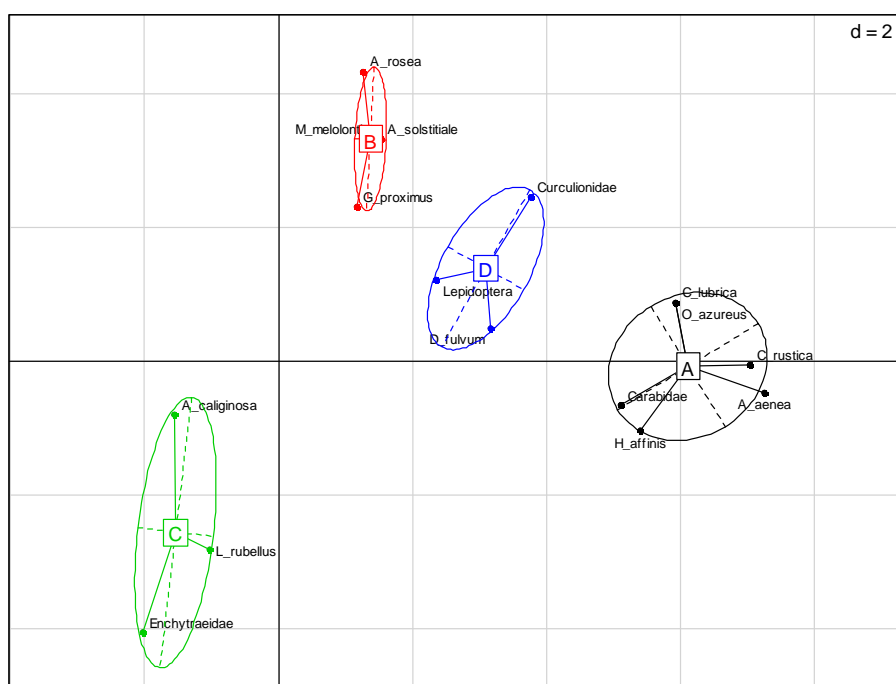 d = 2
A_rosea
M_melolont
B
A_solstitiale
G_proximus
Curculionidae
D
Lepidoptera
D_fulvum
C_lubrica
O_azureus
C_rustica
A
Carabidae
A_aenea
H_affinis
A_caliginosa
C
L_rubellus
Enchytraeidae